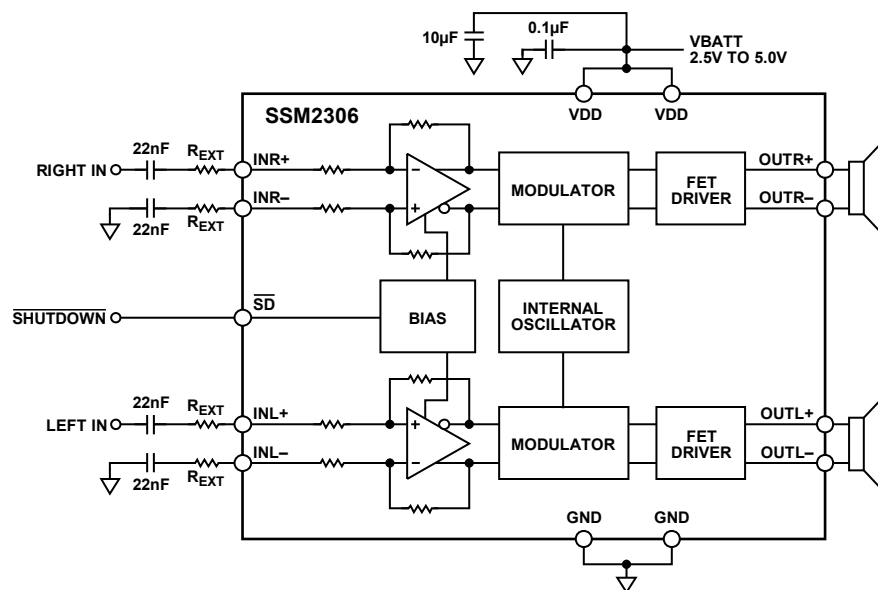 10µF
0.1µF
VBATT
2.5V TO 5.0V
SSM2306
VDD
VDD
22nF
REXT
INR+
RIGHT IN
−
MODULATOR
FET
DRIVER
OUTR+
INR−
+
OUTR−
22nF
REXT
SHUTDOWN
SD
BIAS
INTERNAL
OSCILLATOR
22nF
REXT
INL+
LEFT IN
+
MODULATOR
FET
DRIVER
OUTL+
INL−
−
OUTL−
22nF
REXT
GND
GND